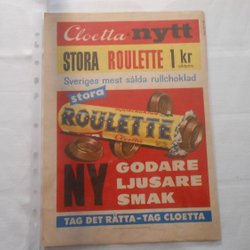 Cloetta-nytt
STORA ROULETTE 1 kr
Sveriges mest sålda rullchoklad
stora
ROULETTE
Cloetta
NY
GODARE
LJUSARE
SMAK
TAG DET RÄTTA-TAG CLOETTA